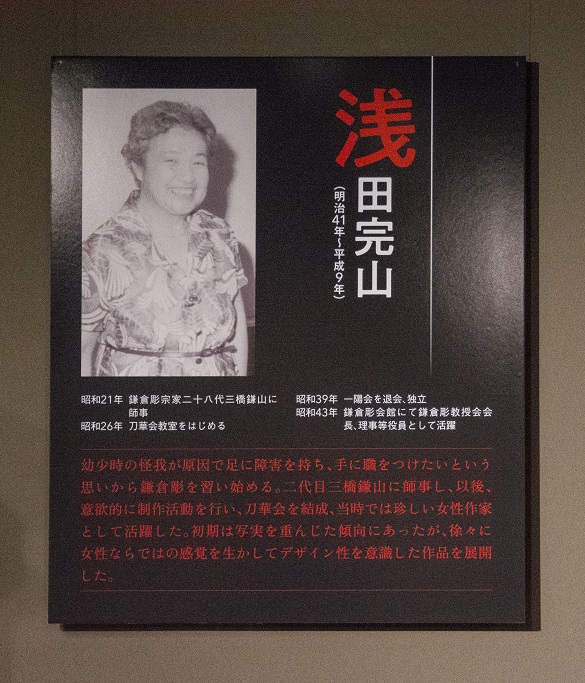 浅田完山
(明治41年～平成9年)
昭和21年 鎌倉彫宗家二十八代三橋鎌山に
師事
昭和26年 刀華会教室をはじめる
昭和39年 一陽会を退会、独立
昭和43年 鎌倉彫会館にて鎌倉彫教授会会
長、理事等役員として活躍
幼少時の怪我が原因で足に障害を持ち、手に職をつけたいという
思いから鎌倉彫を習い始める。二代目三橋鎌山に師事し、以後、
意欲的に制作活動を行い、刀華会を結成、当時では珍しい女性作家
として活躍した。初期は写実を重んじた傾向にあったが、徐々に
女性ならではの感覚を生かしてデザイン性を意識した作品を展開
した。